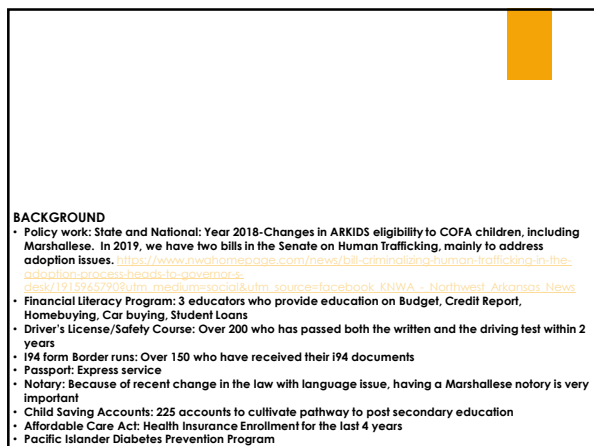 BACKGROUND
• Policy work: State and National: Year 2018-Changes in ARKIDS eligibility to COFA children, including
Marshallese. In 2019, we have two bills in the Senate on Human Trafficking, mainly to address
adoption issues. https://www.nwahomepage.com/news/bill-criminalizing-human-trafficking-in-the-
adoption-process-heads-to-governor-s-
desk/1915965790?utm_medium=social&utm_source=facebook_KNWA_-_Northwest_Arkansas_News
• Financial Literacy Program: 3 educators who provide education on Budget, Credit Report,
Homebuying, Car buying, Student Loans
• Driver's License/Safety Course: Over 200 who has passed both the written and the driving test within 2
years
• I94 form Border runs: Over 150 who have received their i94 documents
• Passport: Express service
• Notary: Because of recent change in the law with language issue, having a Marshallese notory is very
important
• Child Saving Accounts: 225 accounts to cultivate pathway to post secondary education
• Affordable Care Act: Health Insurance Enrollment for the last 4 years
• Pacific Islander Diabetes Prevention Program